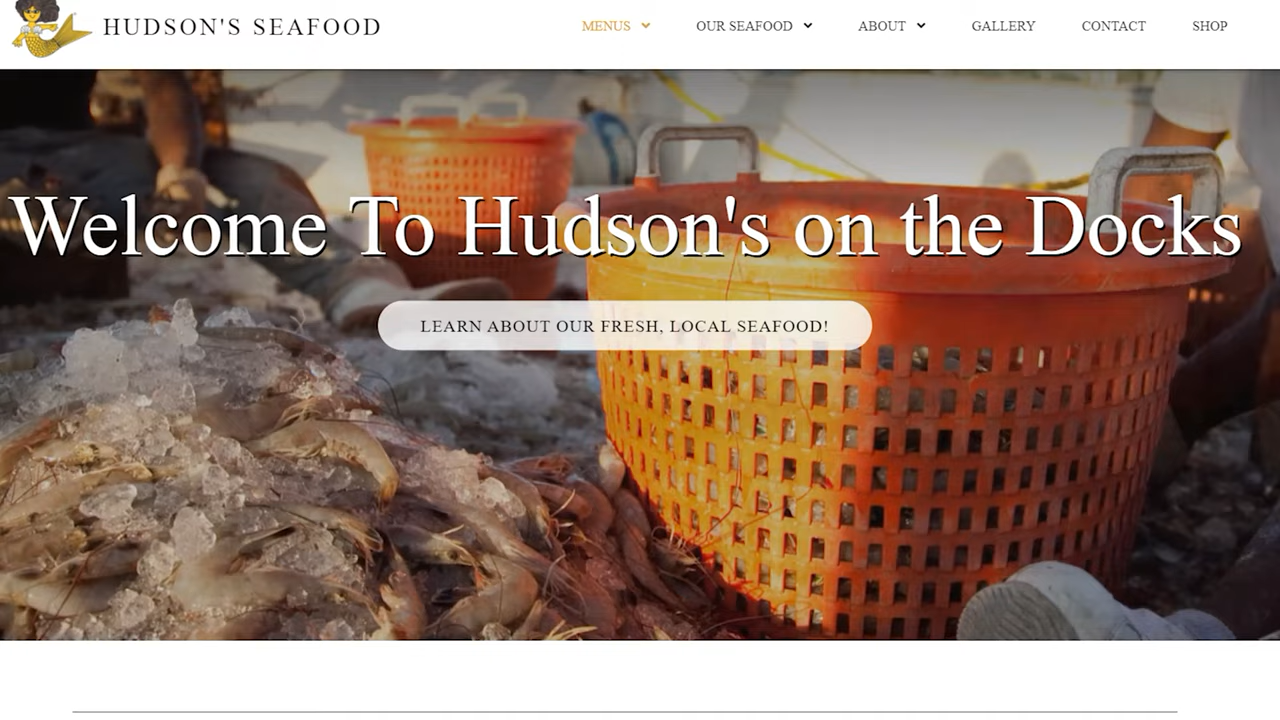 HUDSON'S SEAFOOD
MENUS OUR SEAFOOD ABOUT GALLERY CONTACT SHOP
Welcome To Hudson's on the Docks
LEARN ABOUT OUR FRESH, LOCAL SEAFOOD!